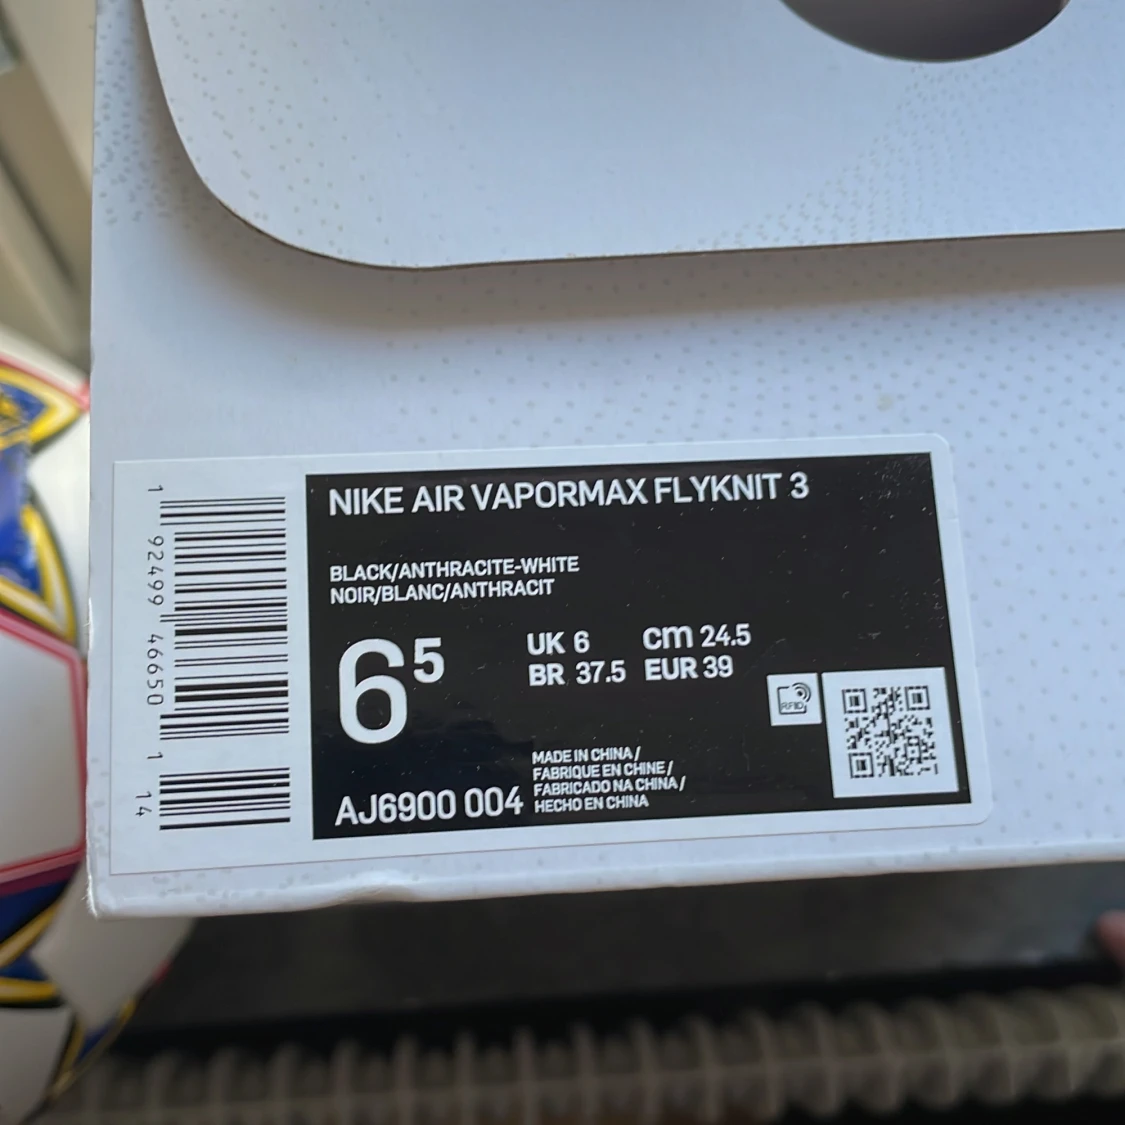 NIKE AIR VAPORMAX FLYKNIT 3
BLACK/ANTHRACITE-WHITE
NOIR/BLANC/ANTHRACIT
6⁵
UK 6 cm 24.5
BR 37.5 EUR 39
MADE IN CHINA /
FABRIQUE EN CHINE /
FABRICADO NA CHINA /
HECHO EN CHINA
AJ6900 004
RFID
1 92499 46650 1 14